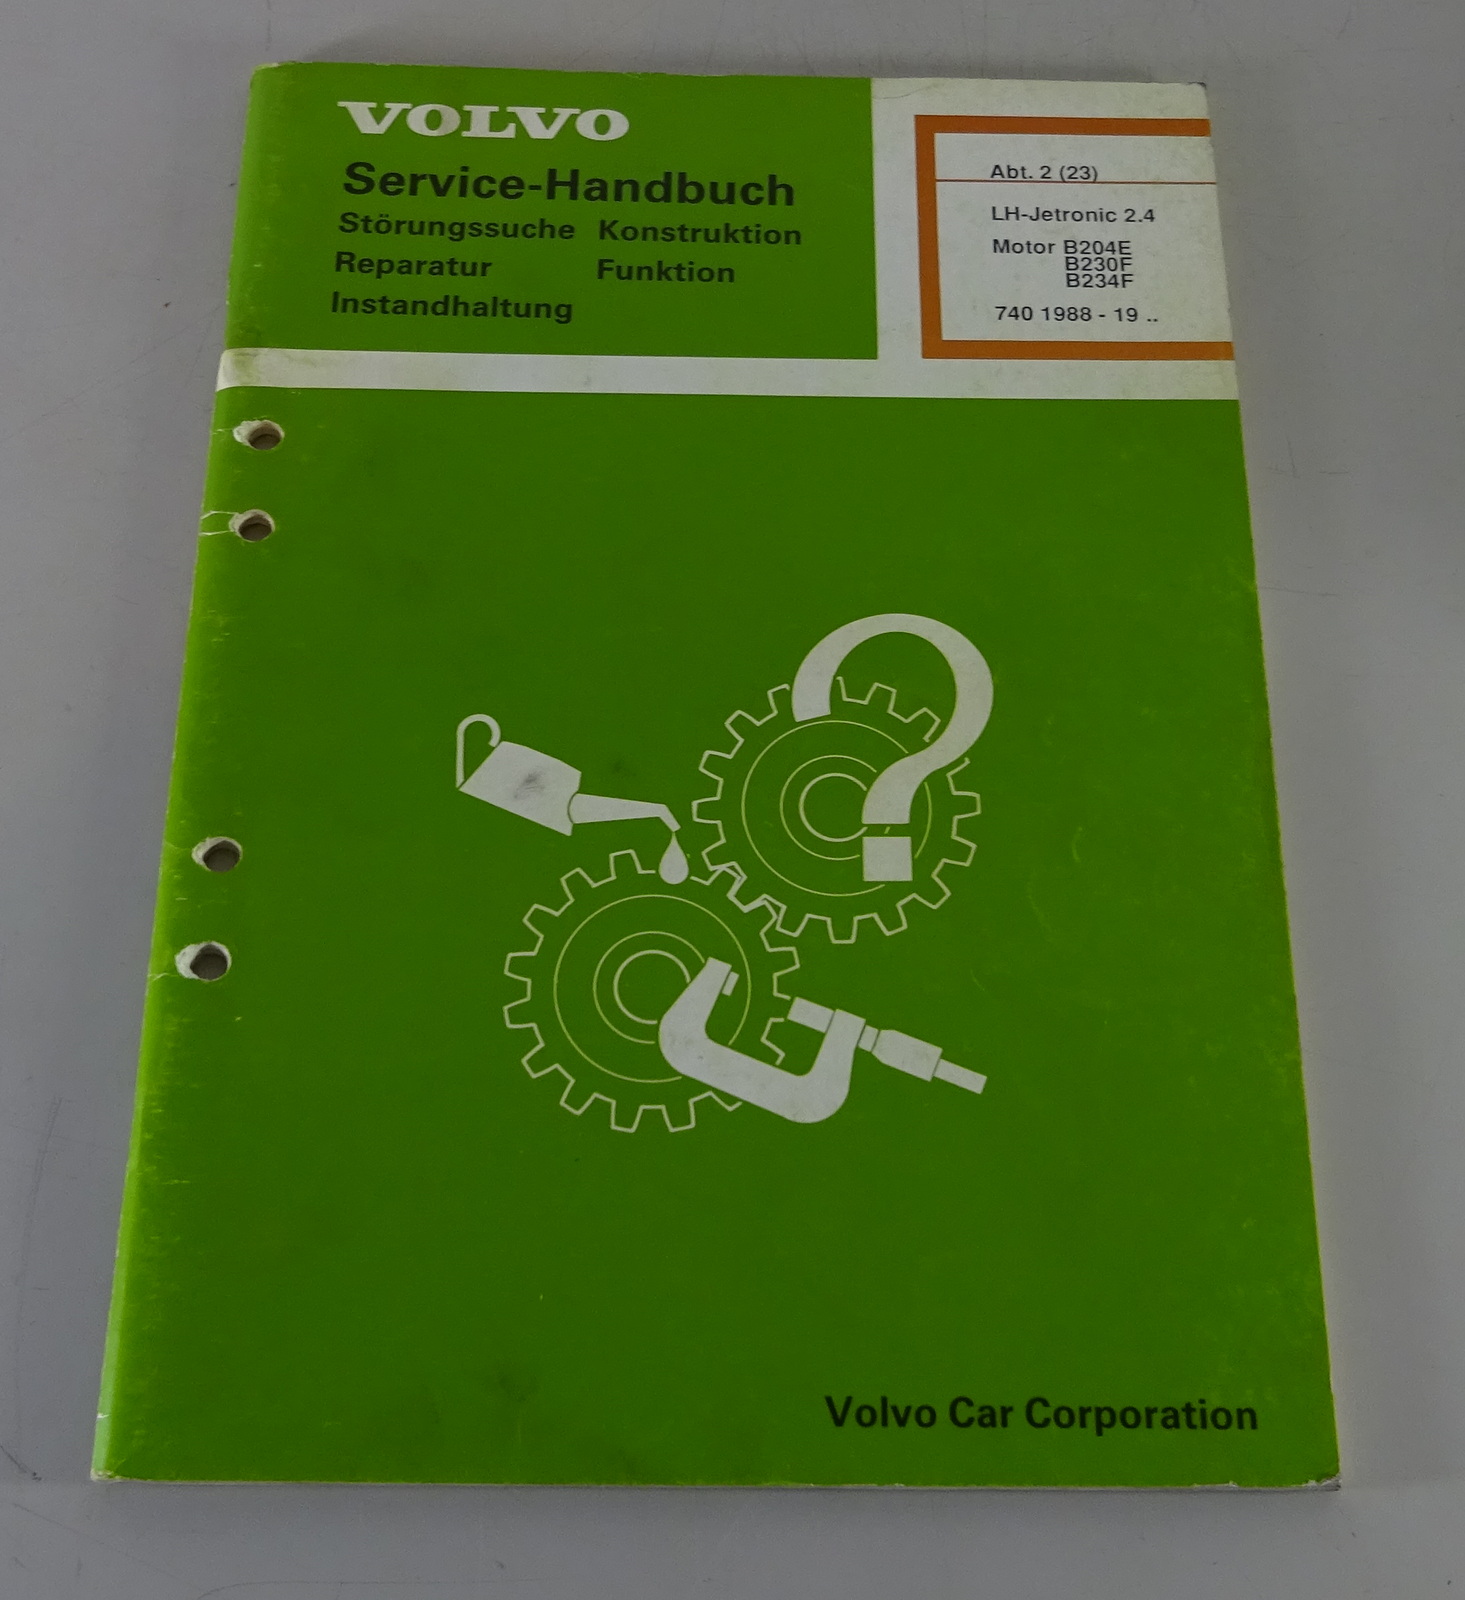 VOLVO
Service-Handbuch
Störungssuche Konstruktion
Reparatur Funktion
Instandhaltung
Abt. 2 (23)
LH-Jetronic 2.4
Motor B204E
B230F
B234F
740 1988 - 19 ..
Volvo Car Corporation